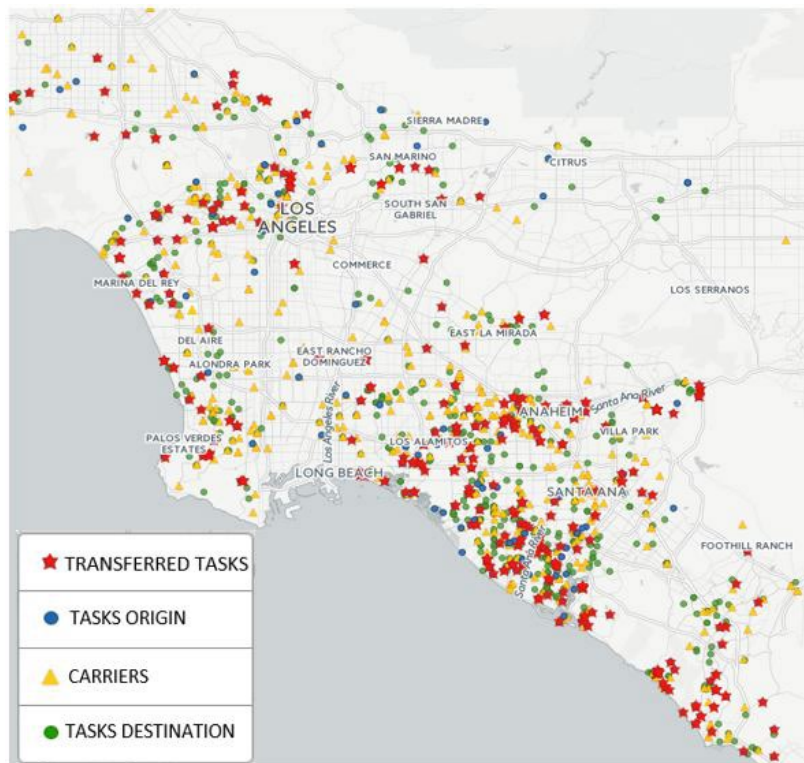 SIERRA MADRE
SAN MARINO
CITRUS
SOUTH SAN
GABRIEL
LOS
ANGELES
COMMERCE
MARINA DEL REY
LOS SERRANOS
DEL AIRE
EAST LA MIRADA
EAST RANCHO
DOMINGUEZ
ALONDRA PARK
Los Angeles River
ANAHEIM
Santa Ana River
VILLA PARK
PALOS VERDES
ESTATES
LOS ALAMITOS
LONG BEACH
SANTA ANA
Santa Ana River
FOOTHILL RANCH
TRANSFERRED TASKS
TASKS ORIGIN
CARRIERS
TASKS DESTINATION